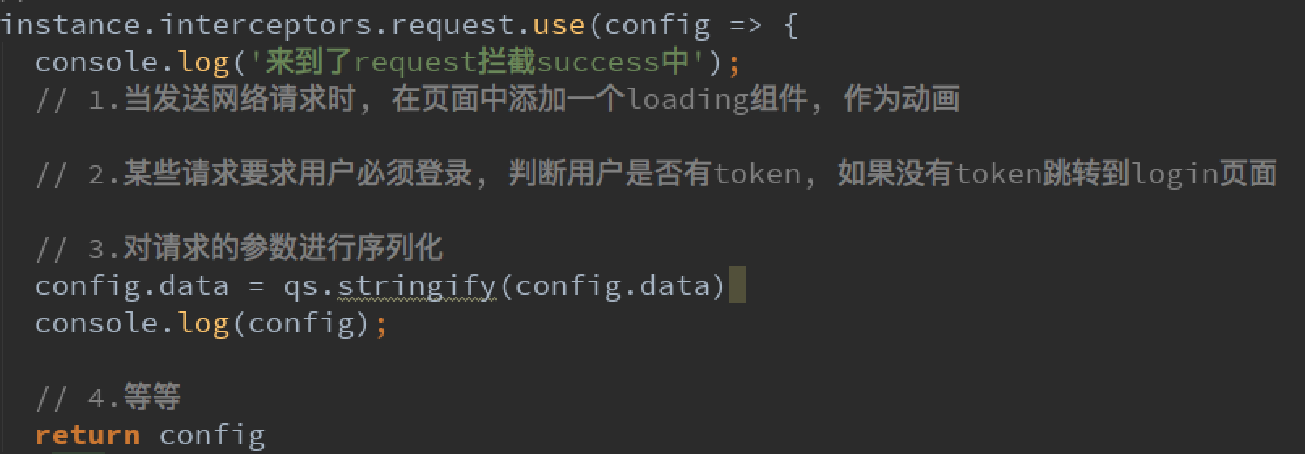 instance.interceptors.request.use(config => {
console.log('来到了request拦截success中');
// 1.当发送网络请求时, 在页面中添加一个loading组件, 作为动画
// 2.某些请求要求用户必须登录, 判断用户是否有token, 如果没有token跳转到login页面
// 3.对请求的参数进行序列化
config.data = qs.stringify(config.data)
console.log(config);
// 4.等等
return config